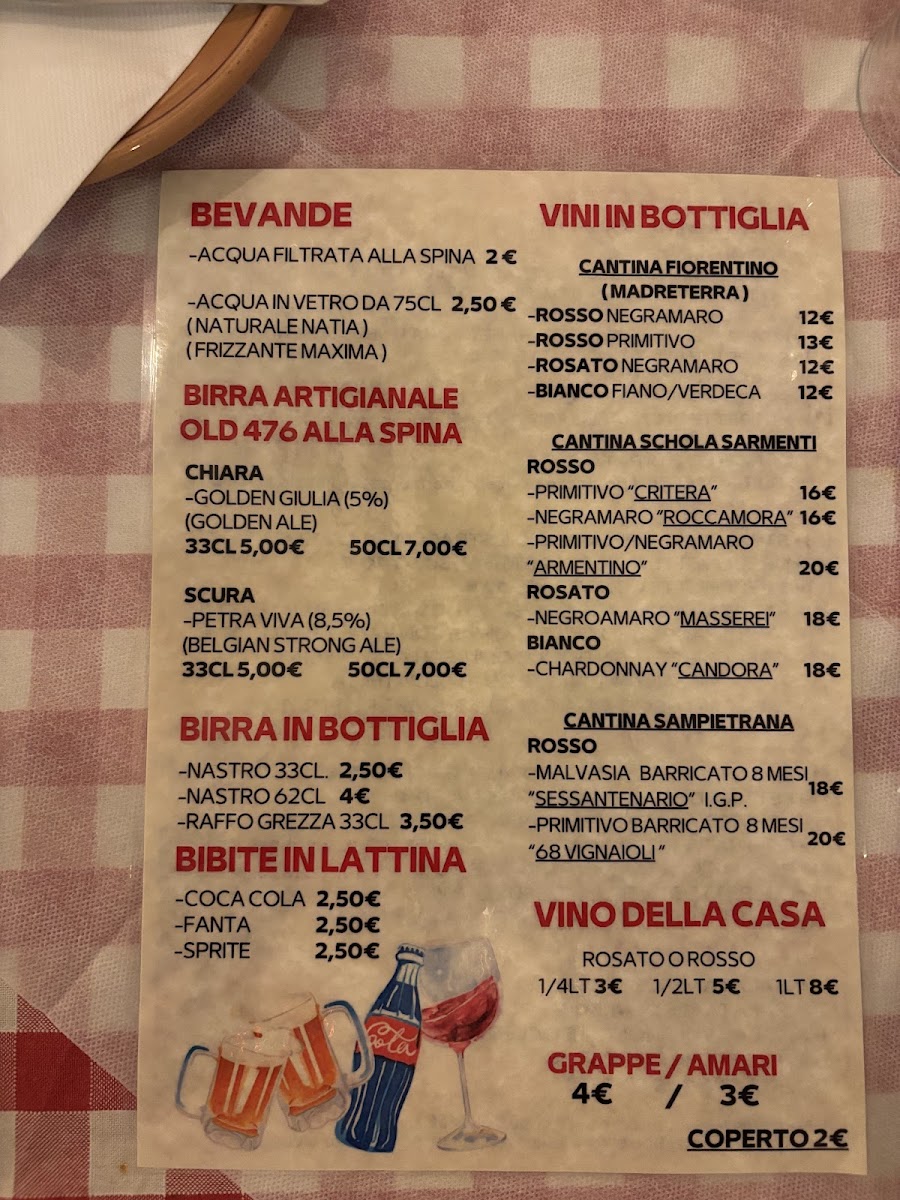 BEVANDE
-ACQUA FILTRATA ALLA SPINA 2 €
-ACQUA IN VETRO DA 75CL 2,50 €
( NATURALE NATIA )
( FRIZZANTE MAXIMA )
BIRRA ARTIGIANALE
OLD 476 ALLA SPINA
CHIARA
-GOLDEN GIULIA (5%)
(GOLDEN ALE)
33CL 5,00€ 50CL 7,00€
SCURA
-PETRA VIVA (8,5%)
(BELGIAN STRONG ALE)
33CL 5,00€ 50CL 7,00€
BIRRA IN BOTTIGLIA
-NASTRO 33CL. 2,50€
-NASTRO 62CL 4€
-RAFFO GREZZA 33CL 3,50€
BIBITE IN LATTINA
-COCA COLA 2,50€
-FANTA 2,50€
-SPRITE 2,50€
Cola
VINI IN BOTTIGLIA
CANTINA FIORENTINO
( MADRETERRA )
-ROSSO NEGRAMARO 12€
-ROSSO PRIMITIVO 13€
-ROSATO NEGRAMARO 12€
-BIANCO FIANO/VERDECA 12€
CANTINA SCHOLA SARMENTI
ROSSO
-PRIMITIVO "CRITERA" 16€
-NEGRAMARO "ROCCAMORA" 16€
-PRIMITIVO/NEGRAMARO
"ARMENTINO" 20€
ROSATO
-NEGROAMARO "MASSEREI" 18€
BIANCO
-CHARDONNAY "CANDORA" 18€
CANTINA SAMPIETRANA
ROSSO
-MALVASIA BARRICATO 8 MESI
"SESSANTENARIO" I.G.P. 18€
-PRIMITIVO BARRICATO 8 MESI
"68 VIGNAIOLI" 20€
VINO DELLA CASA
ROSATO O ROSSO
1/4LT 3€ 1/2LT 5€ 1LT 8€
GRAPPE / AMARI
4€ / 3€
COPERTO 2€